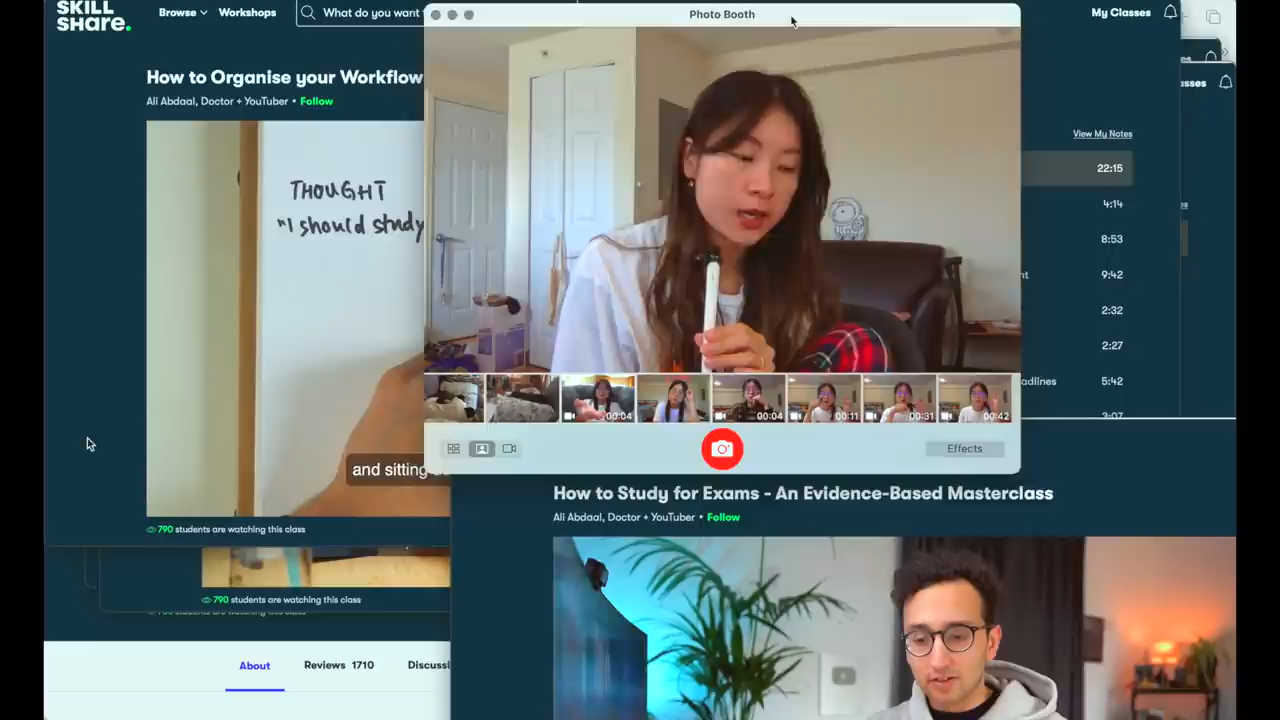 SKILL
SHARE.
Browse
Workshops
What do you want
Photo Booth
My Classes
How to Organise your Workflow
Ali Abdaal, Doctor + YouTuber • Follow
THOUGHT
"I should study
and sitting
790 students are watching this class
790 students are watching this class
About
Reviews 1710
Discussi
View My Notes
22:15
4:14
8:53
9:42
2:32
2:27
adlines
5:42
3:07
00:04
00:04
00:11
00:31
00:42
Effects
How to Study for Exams - An Evidence-Based Masterclass
Ali Abdaal, Doctor + YouTuber • Follow